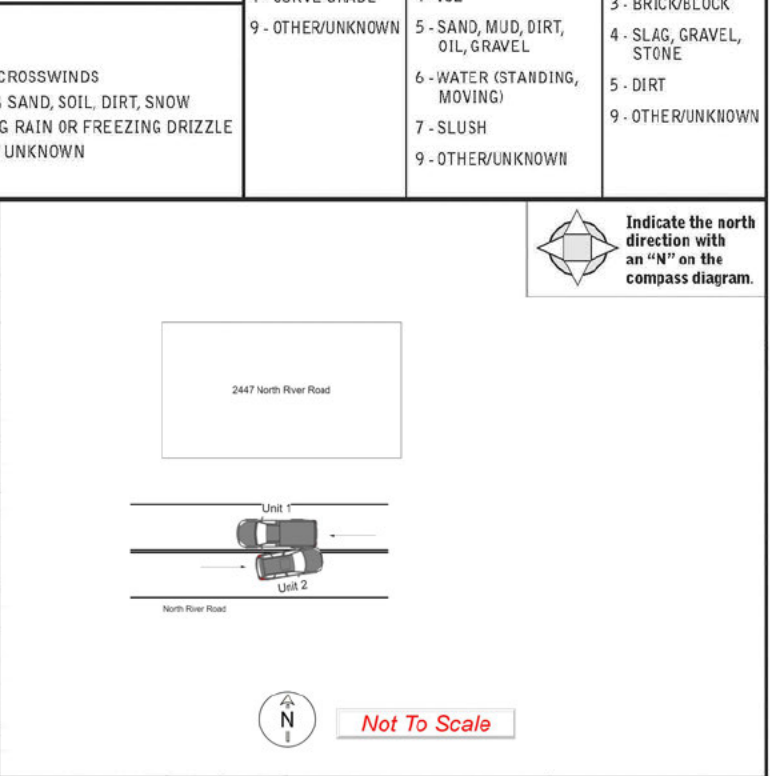 CROSSWINDS
SAND, SOIL, DIRT, SNOW
G RAIN OR FREEZING DRIZZLE
UNKNOWN
9 - OTHER/UNKNOWN
5 - SAND, MUD, DIRT,
OIL, GRAVEL
6 - WATER (STANDING,
MOVING)
7 - SLUSH
9 - OTHER/UNKNOWN
3 - BRICK/BLOCK
4 - SLAG, GRAVEL,
STONE
5 - DIRT
9 - OTHER/UNKNOWN
Indicate the north
direction with
an “N” on the
compass diagram.
2447 North River Road
Unit 1
Unit 2
North River Road
N
Not To Scale